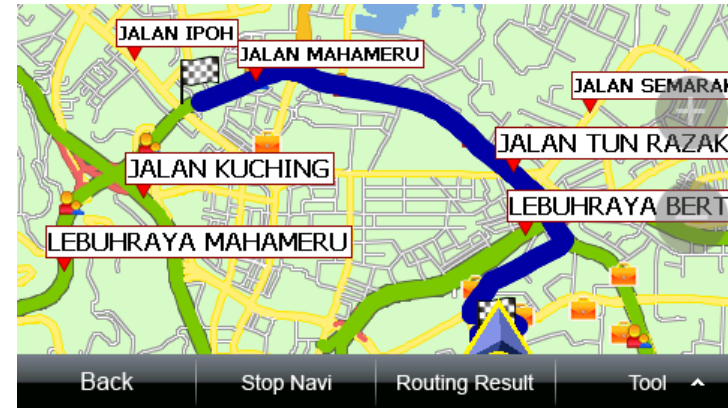 JALAN IPOH
JALAN MAHAMERU
JALAN SEMARAK
JALAN TUN RAZAK
JALAN KUCHING
LEBUHRAYA BERT
LEBUHRAYA MAHAMERU
Back
Stop Navi
Routing Result
Tool